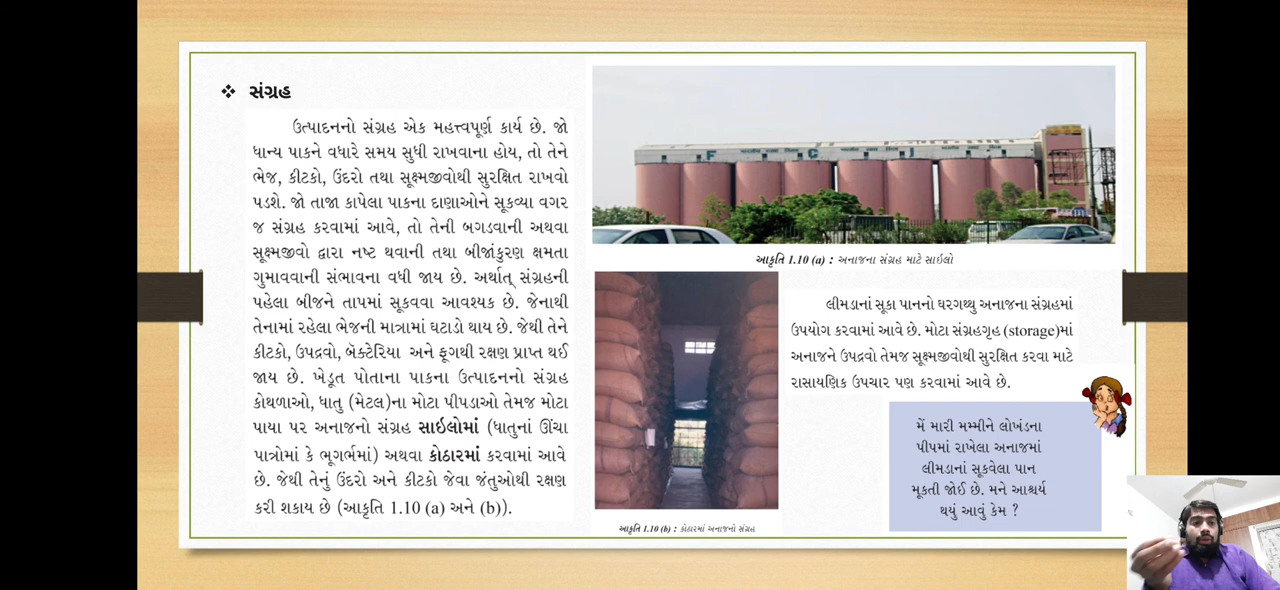 ❖ સંગ્રહ
ઉત્પાદનનો સંગ્રહ એક મહત્ત્વપૂર્ણ કાર્ય છે. જો
ધાન્ય પાકને વધારે સમય સુધી રાખવાના હોય, તો તેને
ભેજ, કીટકો, ઉંદરો તથા સૂક્ષ્મજીવોથી સુરક્ષિત રાખવો
પડશે. જો તાજા કાપેલા પાકના દાણાઓને સૂકવ્યા વગર
જ સંગ્રહ કરવામાં આવે, તો તેની બગડવાની અથવા
સૂક્ષ્મજીવો દ્વારા નષ્ટ થવાની તથા બીજાંકુરણ ક્ષમતા
ગુમાવવાની સંભાવના વધી જાય છે. અર્થાત્ સંગ્રહની
પહેલા બીજને તાપમાં સૂકવવા આવશ્યક છે. જેનાથી
તેનામાં રહેલા ભેજની માત્રામાં ઘટાડો થાય છે. જેથી તેને
કીટકો, ઉપદ્રવો, બૅક્ટેરિયા અને ફૂગથી રક્ષણ પ્રાપ્ત થઈ
જાય છે. ખેડૂત પોતાના પાકના ઉત્પાદનનો સંગ્રહ
કોથળાઓ, ધાતુ (મેટલ)ના મોટા પીપડાઓ તેમજ મોટા
પાયા પર અનાજનો સંગ્રહ સાઇલોમાં (ધાતુનાં ઊંચા
પાત્રોમાં કે ભૂગર્ભમાં) અથવા કોઠારમાં કરવામાં આવે
છે. જેથી તેનું ઉંદરો અને કીટકો જેવા જંતુઓથી રક્ષણ
કરી શકાય છે (આકૃતિ 1.10 (a) અને (b)).
F C I
આકૃતિ 1.10 (a) : અનાજના સંગ્રહ માટે સાઇલો
આકૃતિ 1.10 (b) : કોઠારમાં અનાજનો સંગ્રહ
લીમડાનાં સૂકા પાનનો ઘરગથ્થુ અનાજના સંગ્રહમાં
ઉપયોગ કરવામાં આવે છે. મોટા સંગ્રહગૃહ (storage)માં
અનાજને ઉપદ્રવો તેમજ સૂક્ષ્મજીવોથી સુરક્ષિત કરવા માટે
રાસાયણિક ઉપચાર પણ કરવામાં આવે છે.
મેં મારી મમ્મીને લોખંડના
પીપમાં રાખેલા અનાજમાં
લીમડાનાં સૂકવેલા પાન
મૂકતી જોઈ છે. મને આશ્ચર્ય
થયું આવું કેમ ?